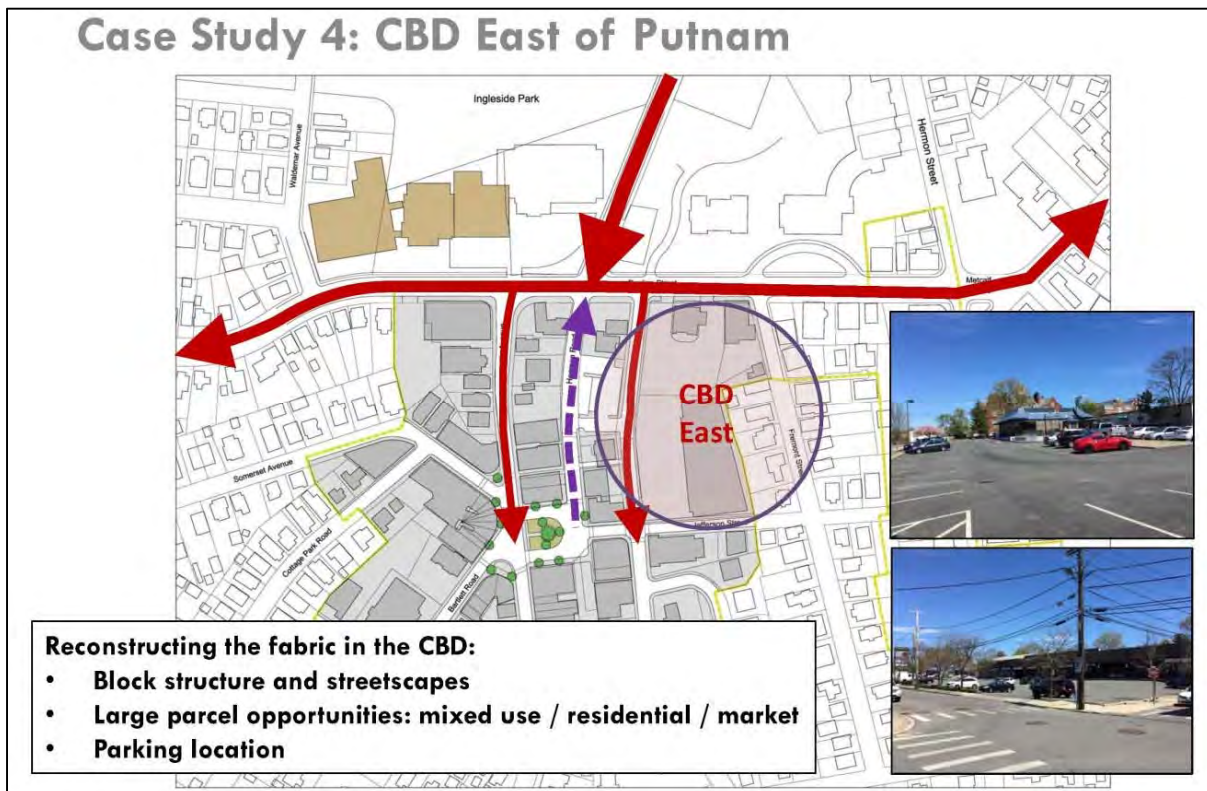 Case Study 4: CBD East of Putnam
Ingleside Park
Waldemar Avenue
Hermon Street
Metcalf
CBD
East
Fremont Street
Jefferson
Somerset Avenue
Cottage Park Road
Bartlett Road
Reconstructing the fabric in the CBD:
• Block structure and streetscapes
• Large parcel opportunities: mixed use / residential / market
• Parking location